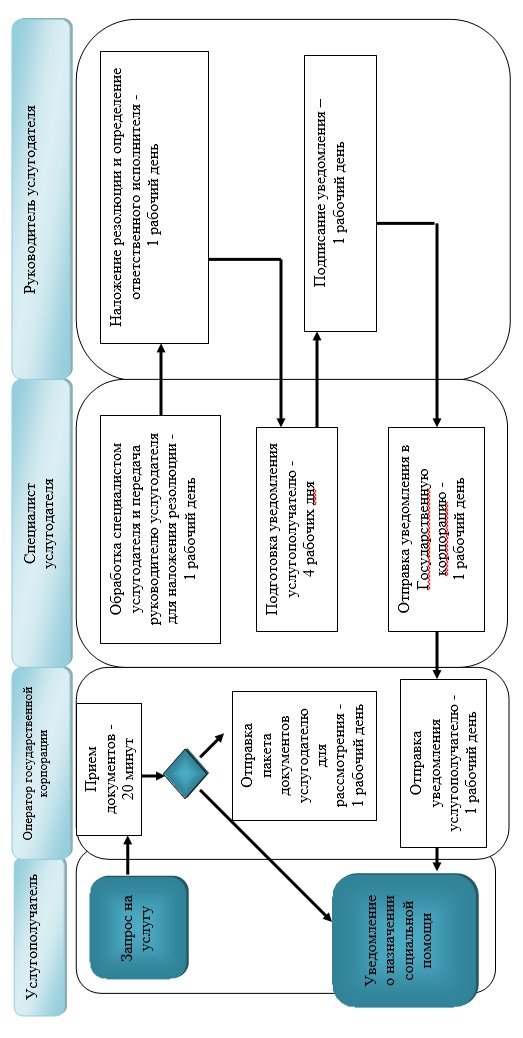 Услугополучатель
Оператор государственной
корпорации
Специалист
услугодателя
Руководитель услугодателя
Запрос на
услугу
Прием
документов -
20 минут
Отправка
пакета
документов
услугодателю
для
рассмотрения -
1 рабочий день
Обработка специалистом
услугодателя и передача
руководителю услугодателя
для наложения резолюции -
1 рабочий день
Наложение резолюции и определение
ответственного исполнителя -
1 рабочий день
Подготовка уведомления
услугополучателю -
4 рабочих дня
Подписание уведомления –
1 рабочий день
Отправка уведомления в
Государственную
корпорацию -
1 рабочий день
Отправка
уведомления
услугополучателю -
1 рабочий день
Уведомление
о назначении
социальной
помощи